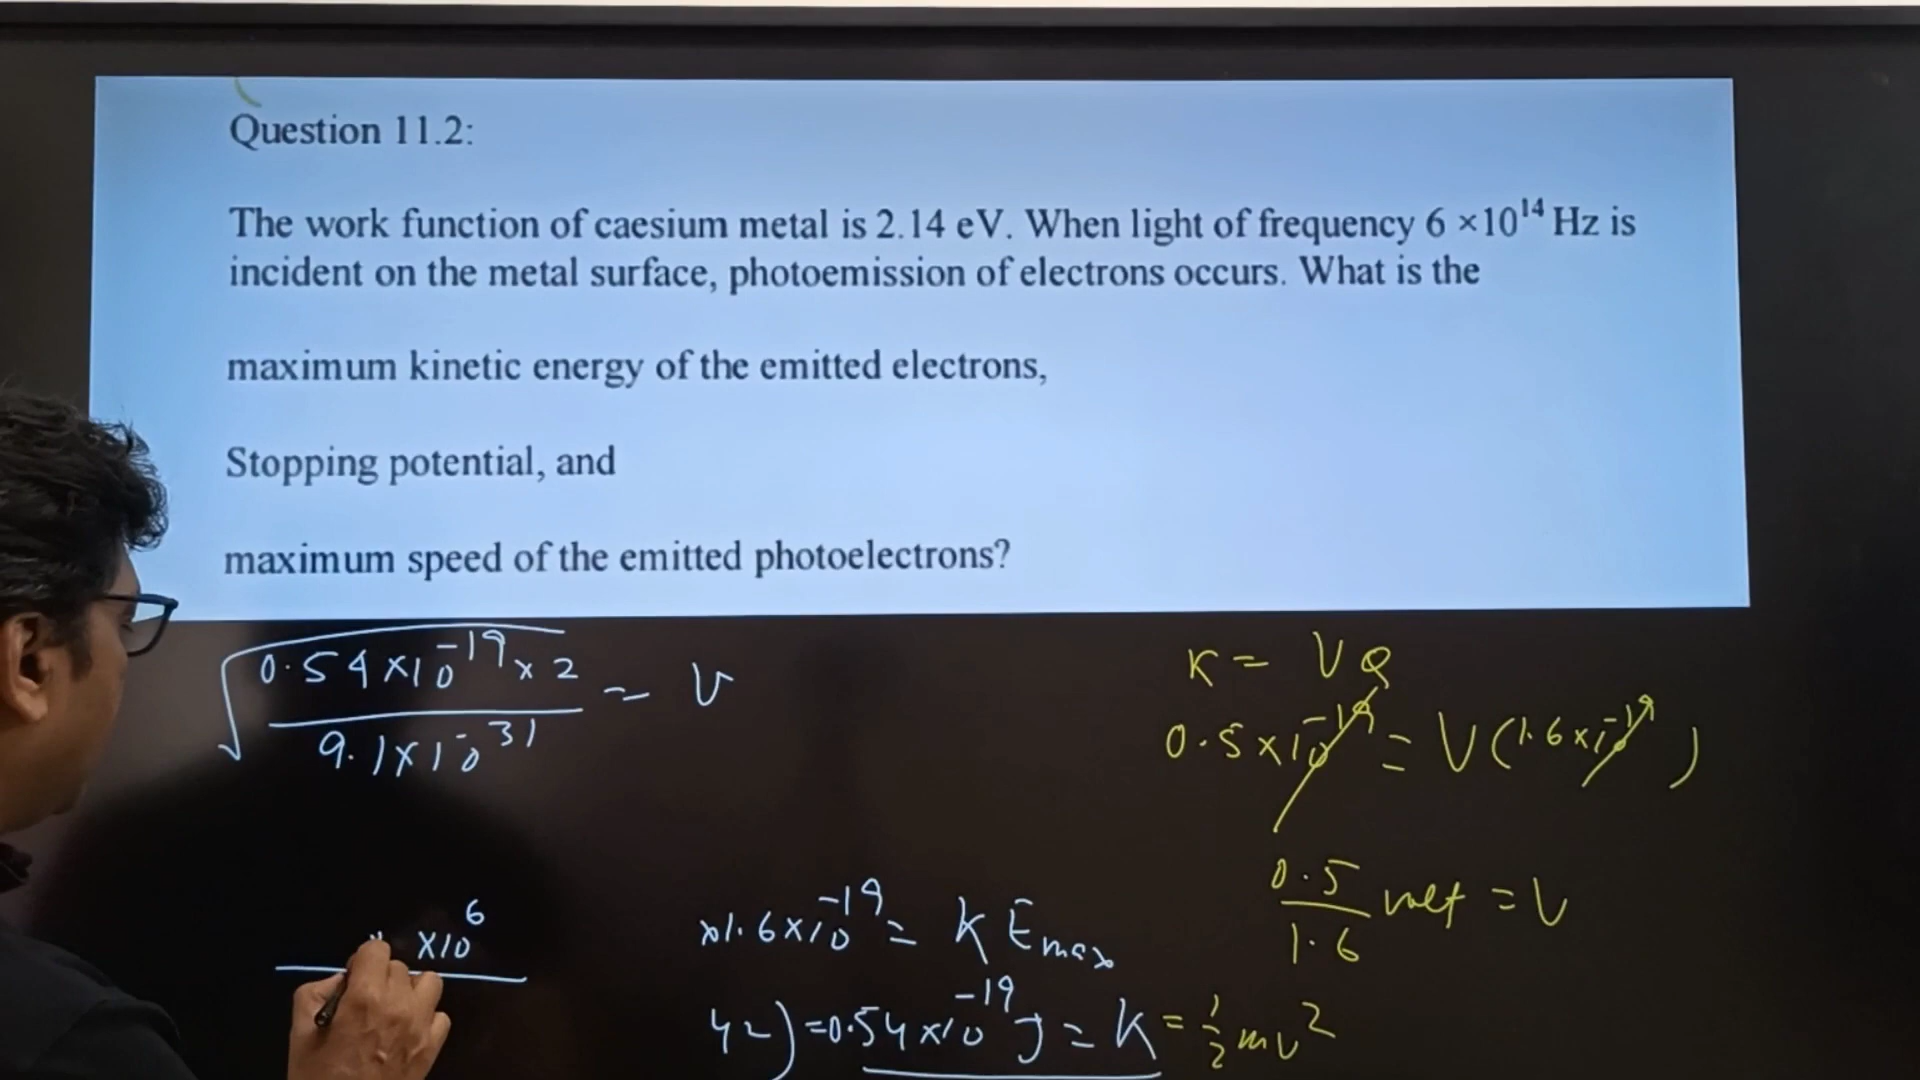 Question 11.2:
The work function of caesium metal is 2.14 eV. When light of frequency 6 ×10¹⁴ Hz is
incident on the metal surface, photoemission of electrons occurs. What is the
maximum kinetic energy of the emitted electrons,
Stopping potential, and
maximum speed of the emitted photoelectrons?
√(0.54×10⁻¹⁹ × 2 / 9.1×10⁻³¹) = V
×10⁶
×1.6×10⁻¹⁹ = KEmax
42) = 0.54×10⁻¹⁹ J = K = ½ mv²
K = VQ
0.5×10⁻¹⁹ = V(1.6×10⁻¹⁹)
0.5/1.6 volt = V